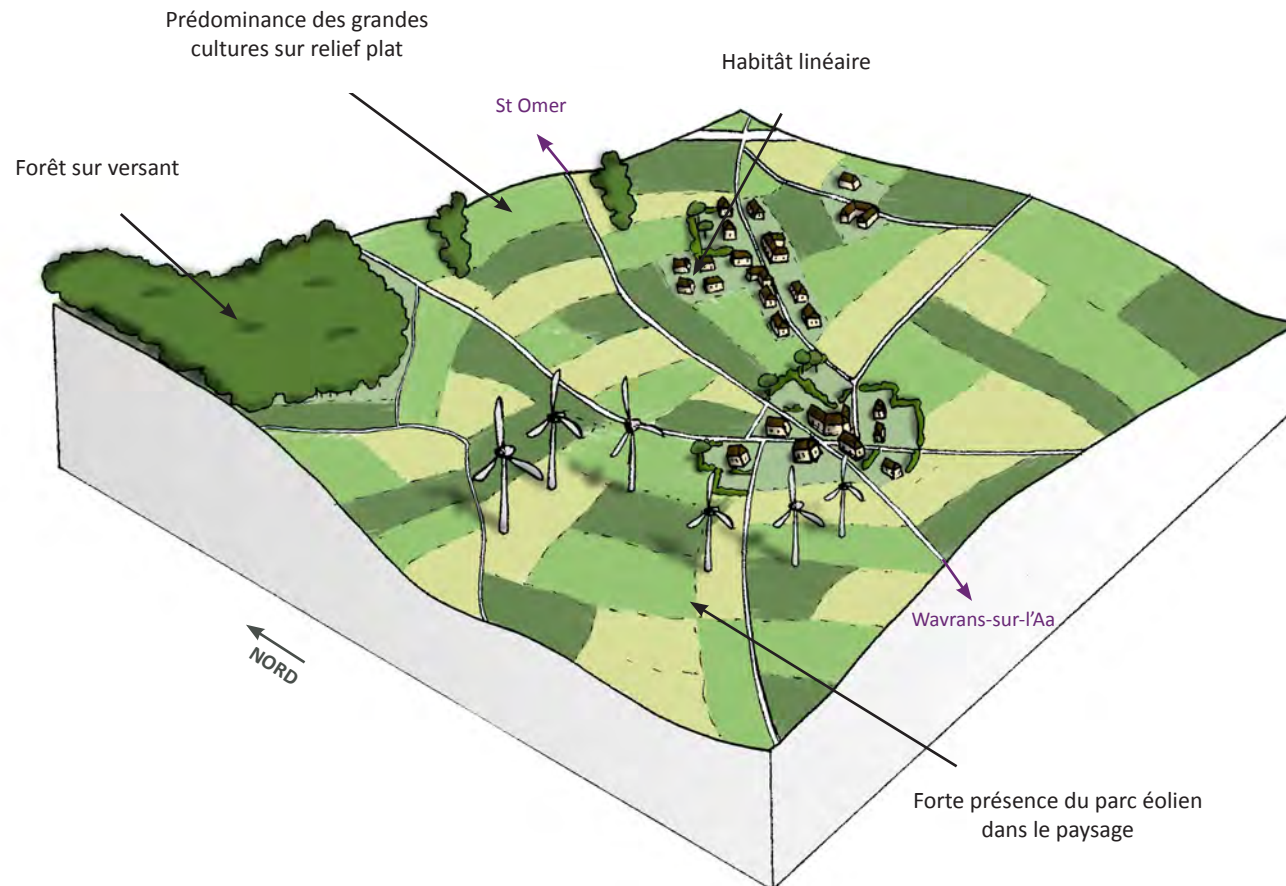 Prédominance des grandes
cultures sur relief plat
Habitât linéaire
St Omer
Forêt sur versant
Wavrans-sur-l'Aa
NORD
Forte présence du parc éolien
dans le paysage